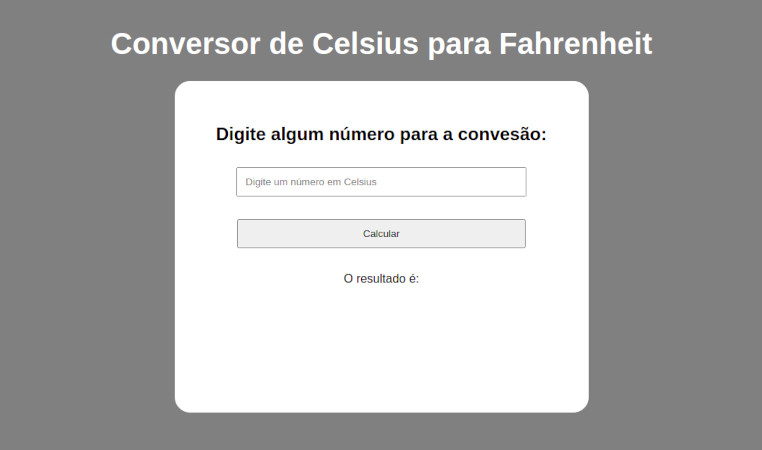 Conversor de Celsius para Fahrenheit
Digite algum número para a convesão:
Digite um número em Celsius
Calcular
O resultado é: